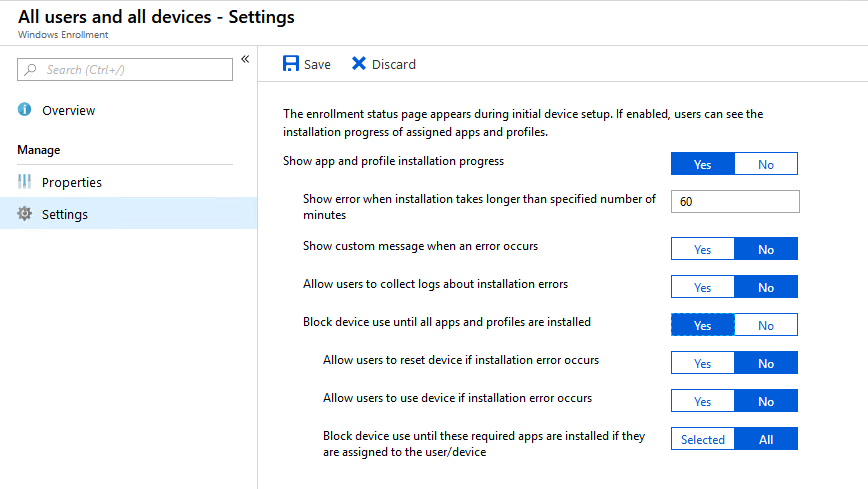 All users and all devices - Settings
Windows Enrollment
Search (Ctrl+/)
«
Overview
Manage
Properties
Settings
Save
Discard
The enrollment status page appears during initial device setup. If enabled, users can see the
installation progress of assigned apps and profiles.
Show app and profile installation progress
Yes
No
Show error when installation takes longer than specified number of
minutes
60
Show custom message when an error occurs
Yes
No
Allow users to collect logs about installation errors
Yes
No
Block device use until all apps and profiles are installed
Yes
No
Allow users to reset device if installation error occurs
Yes
No
Allow users to use device if installation error occurs
Yes
No
Block device use until these required apps are installed if they
are assigned to the user/device
Selected
All